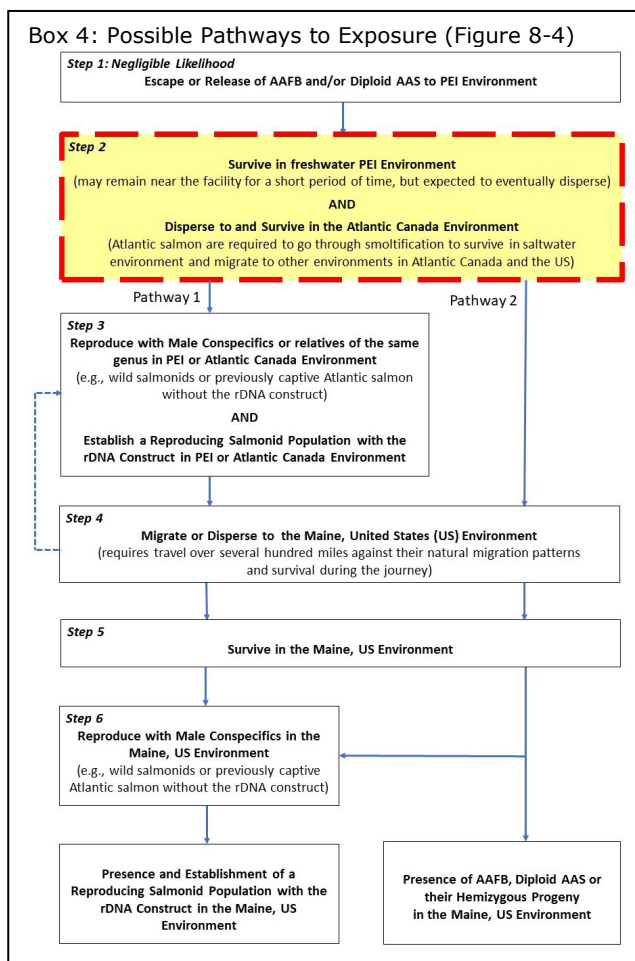 Box 4: Possible Pathways to Exposure (Figure 8-4)
Step 1: Negligible Likelihood
Escape or Release of AAFB and/or Diploid AAS to PEI Environment
Step 2
Survive in freshwater PEI Environment
(may remain near the facility for a short period of time, but expected to eventually disperse)
AND
Disperse to and Survive in the Atlantic Canada Environment
(Atlantic salmon are required to go through smoltification to survive in saltwater
environment and migrate to other environments in Atlantic Canada and the US)
Pathway 1
Pathway 2
Step 3
Reproduce with Male Conspecifics or relatives of the same
genus in PEI or Atlantic Canada Environment
(e.g., wild salmonids or previously captive Atlantic salmon
without the rDNA construct)
AND
Establish a Reproducing Salmonid Population with the
rDNA Construct in PEI or Atlantic Canada Environment
Step 4
Migrate or Disperse to the Maine, United States (US) Environment
(requires travel over several hundred miles against their natural migration patterns
and survival during the journey)
Step 5
Survive in the Maine, US Environment
Step 6
Reproduce with Male Conspecifics in the
Maine, US Environment
(e.g., wild salmonids or previously captive
Atlantic salmon without the rDNA construct)
Presence and Establishment of a
Reproducing Salmonid Population with the
rDNA Construct in the Maine, US
Environment
Presence of AAFB, Diploid AAS or
their Hemizygous Progeny
in the Maine, US Environment